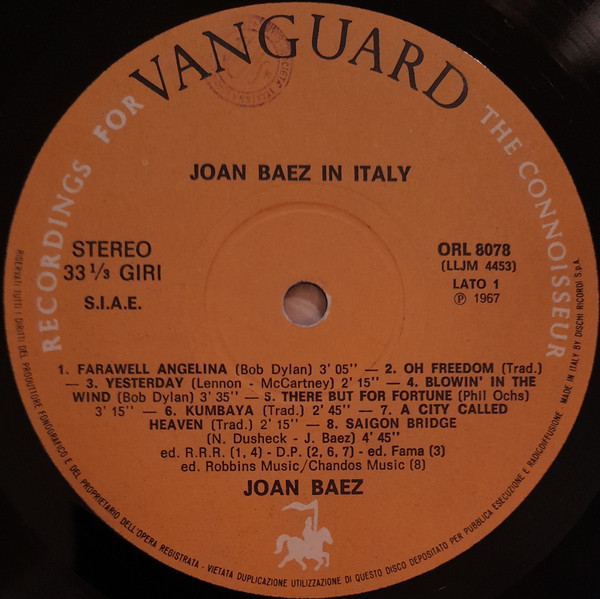 RECORDINGS FOR VANGUARD THE CONNOISSEUR
JOAN BAEZ IN ITALY
STEREO
33 1/3 GIRI
S.I.A.E.
ORL 8078
(LLJM 4453)
LATO 1
Ⓟ 1967
1. FARAWELL ANGELINA (Bob Dylan) 3' 05'' — 2. OH FREEDOM (Trad.)
— 3. YESTERDAY (Lennon - McCartney) 2' 15'' — 4. BLOWIN' IN THE
WIND (Bob Dylan) 3' 35'' — 5. THERE BUT FOR FORTUNE (Phil Ochs)
3' 15'' — 6. KUMBAYA (Trad.) 2' 45'' — 7. A CITY CALLED
HEAVEN (Trad.) 2' 15'' — 8. SAIGON BRIDGE
(N. Dusheck - J. Baez) 4' 45''
ed. R.R.R. (1, 4) - D.P. (2, 6, 7) - ed. Fama (3)
ed. Robbins Music/Chandos Music (8)
JOAN BAEZ
RISERVATI TUTTI I DIRITTI DEL PRODUTTORE FONOGRAFICO E DEL PROPRIETARIO DELL'OPERA REGISTRATA - VIETATA DUPLICAZIONE UTILIZZAZIONE DI QUESTO DISCO DEPOSITATO PER PUBBLICA ESECUZIONE E RADIODIFFUSIONE. MADE IN ITALY BY DISCHI RICORDI S.p.A.